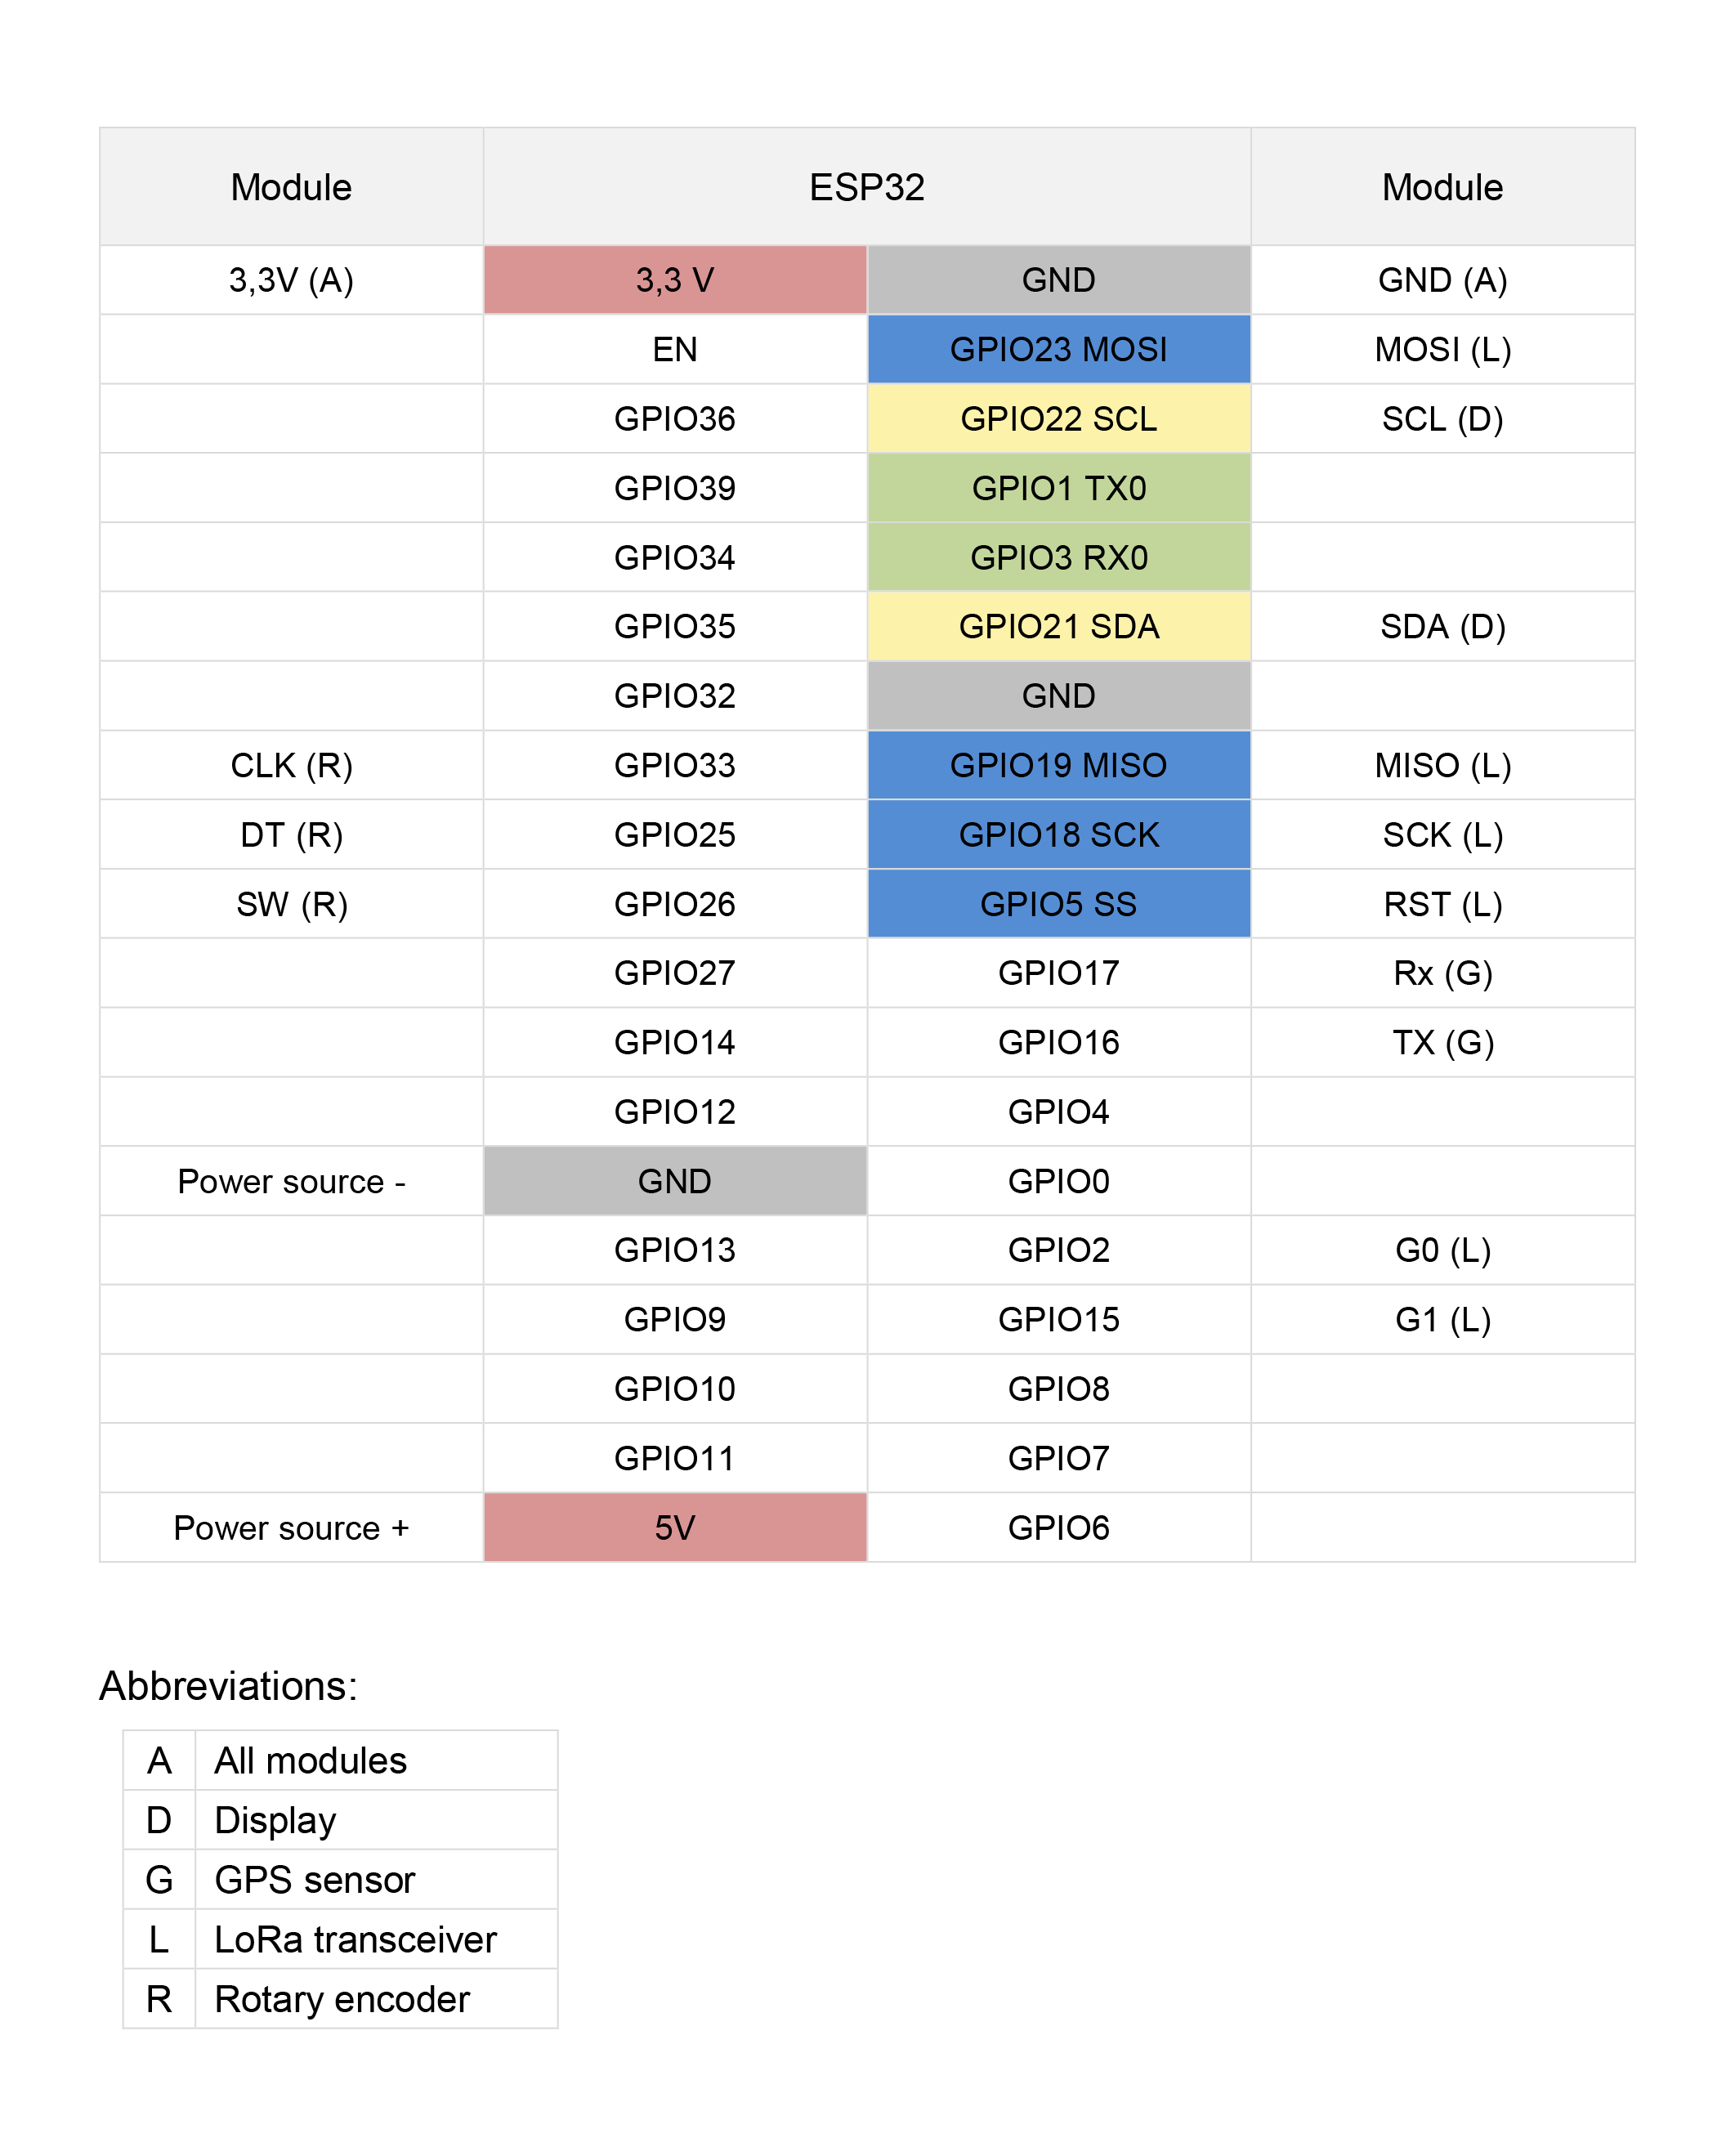 Module ESP32 Module
3,3V (A) 3,3 V GND GND (A)
EN GPIO23 MOSI MOSI (L)
GPIO36 GPIO22 SCL SCL (D)
GPIO39 GPIO1 TX0
GPIO34 GPIO3 RX0
GPIO35 GPIO21 SDA SDA (D)
GPIO32 GND
CLK (R) GPIO33 GPIO19 MISO MISO (L)
DT (R) GPIO25 GPIO18 SCK SCK (L)
SW (R) GPIO26 GPIO5 SS RST (L)
GPIO27 GPIO17 Rx (G)
GPIO14 GPIO16 TX (G)
GPIO12 GPIO4
Power source - GND GPIO0
GPIO13 GPIO2 G0 (L)
GPIO9 GPIO15 G1 (L)
GPIO10 GPIO8
GPIO11 GPIO7
Power source + 5V GPIO6
Abbreviations:
A All modules
D Display
G GPS sensor
L LoRa transceiver
R Rotary encoder